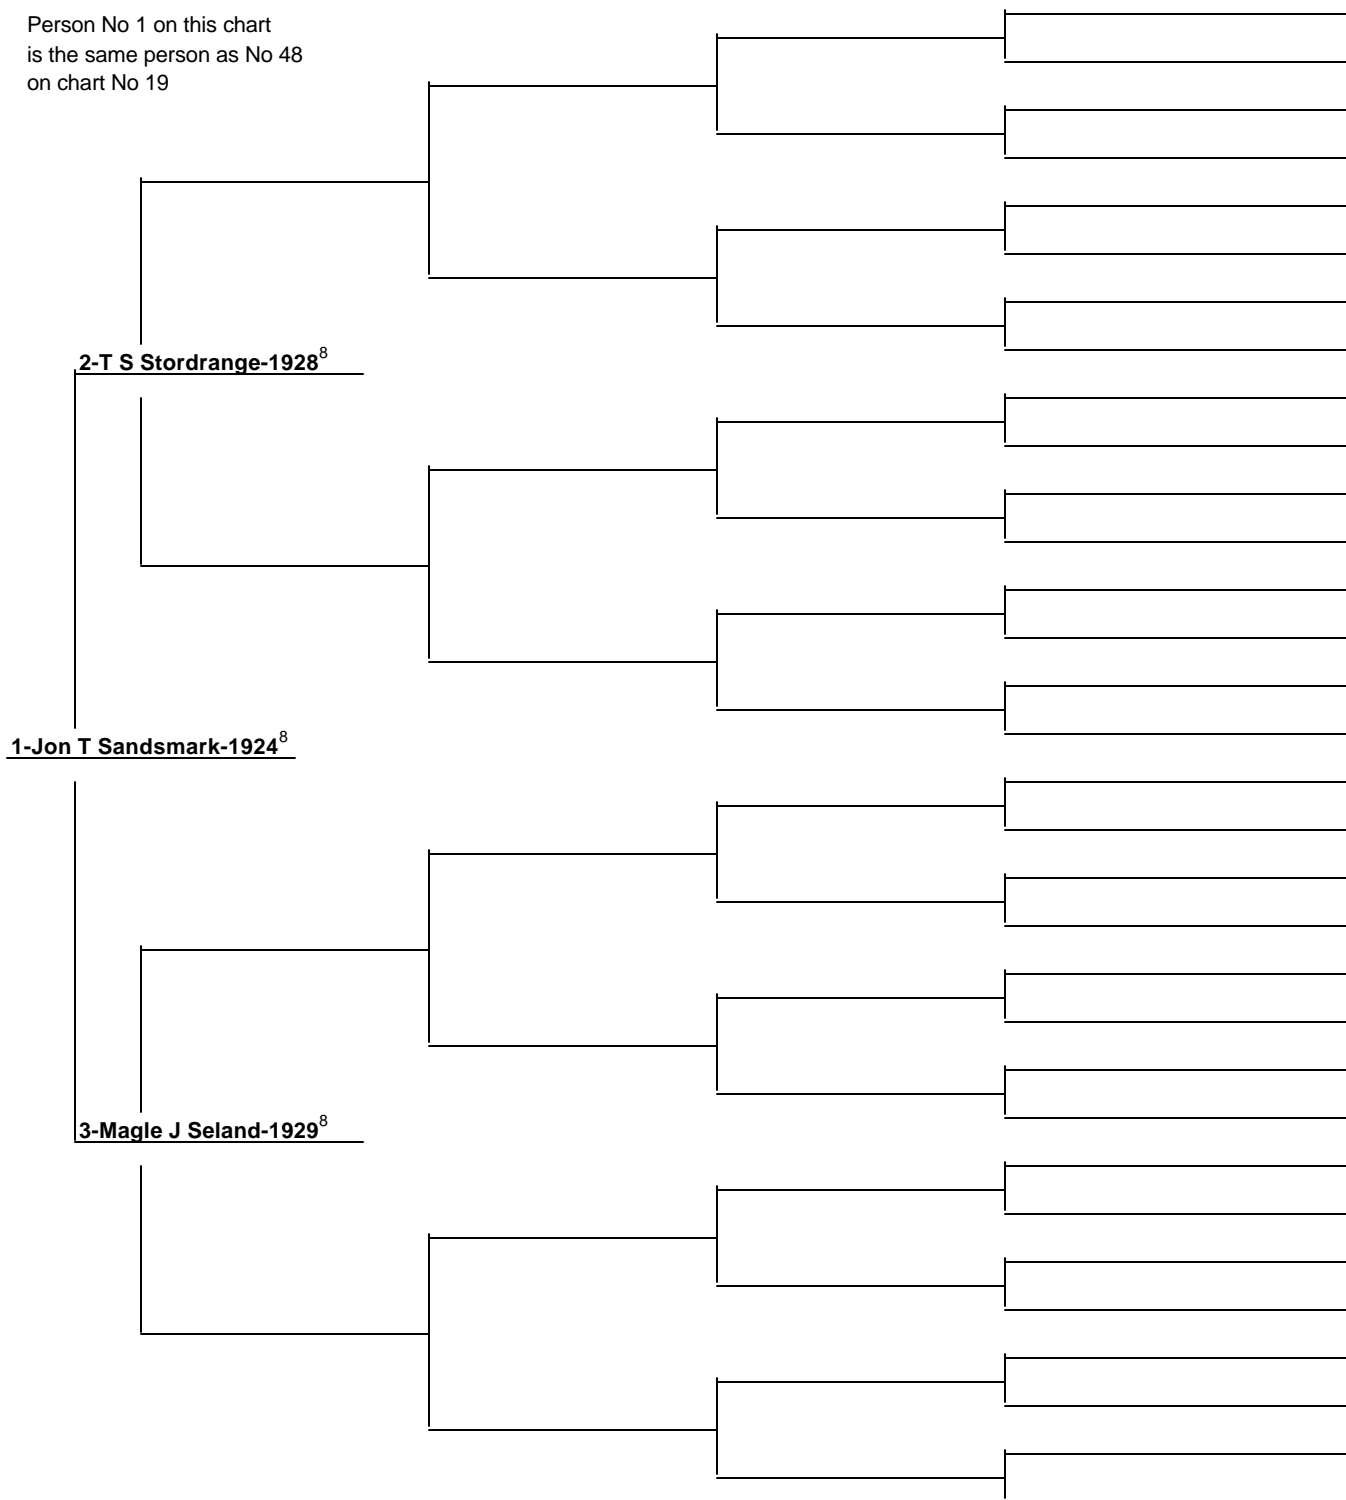 Person No 1 on this chart
is the same person as No 48
on chart No 19
2-T S Stordrange-1928⁸
1-Jon T Sandsmark-1924⁸
3-Magle J Seland-1929⁸